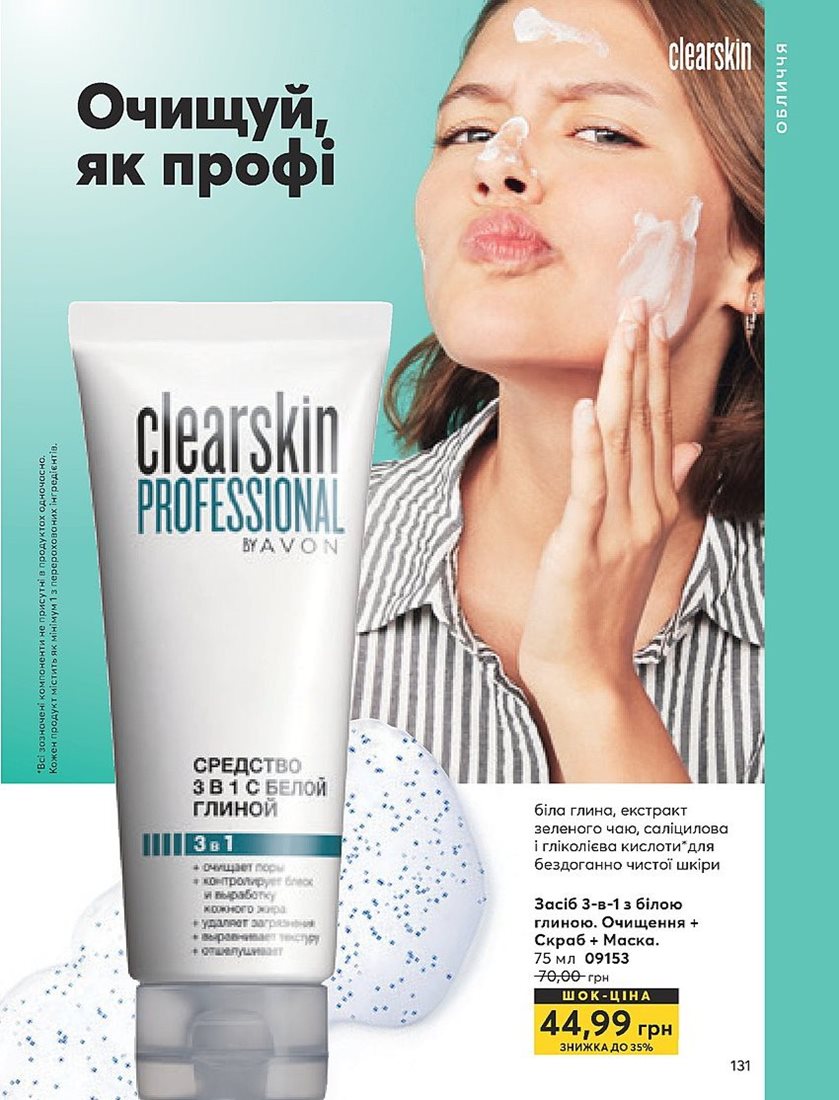 clearskin
ОБЛИЧЧЯ
Очищуй,
як профі
clearskin
PROFESSIONAL
BY AVON
СРЕДСТВО
3 В 1 С БЕЛОЙ
ГЛИНОЙ
3 в 1
+ очищает поры
+ контролирует блеск
и выработку
кожного жира
+ удаляет загрязнения
+ выравнивает текстуру
+ отшелушивает
*Всі зазначені компоненти не присутні в продуктах одночасно.
Кожен продукт містить як мінімум 1 з перерахованих інгредієнтів.
біла глина, екстракт
зеленого чаю, саліцилова
і гліколієва кислоти*для
бездоганно чистої шкіри
Засіб 3-в-1 з білою
глиною. Очищення +
Скраб + Маска.
75 мл 09153
70,00 грн
ШОК-ЦІНА
44,99 грн
ЗНИЖКА ДО 35%
131